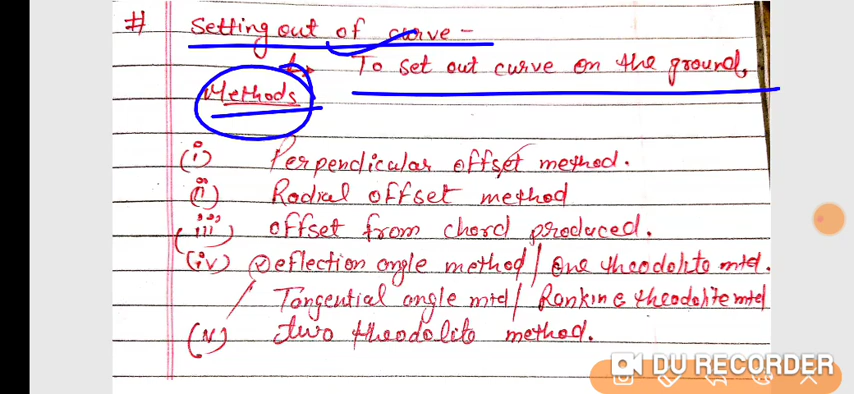 # Setting out of curve -
To set out curve on the ground,
Methods
(i) Perpendicular offset method.
(ii) Radial offset method
(iii) offset from chord produced.
(iv) Deflection angle method / One theodolite mtd.
/ Tangential angle mtd / Rankine theodolite mtd
(v) two theodolite method.
DU RECORDER